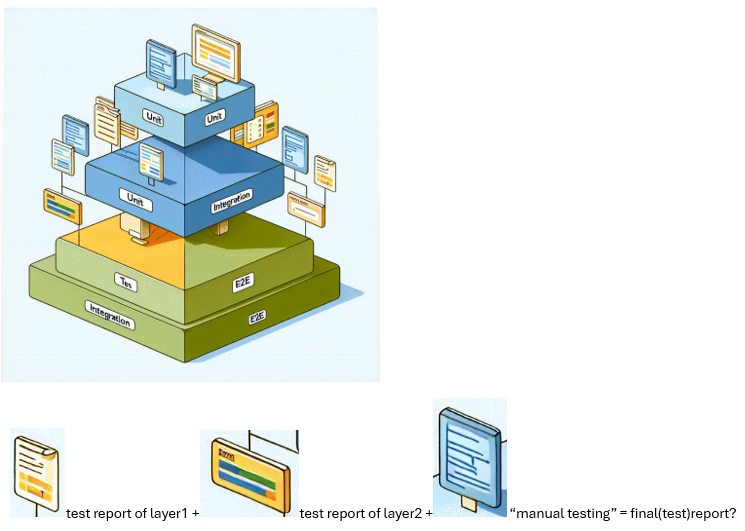 Unit Unit
Unit Integration
Tes E2E
Integration E2E
test report of layer1 + test report of layer2 + “manual testing” = final(test)report?